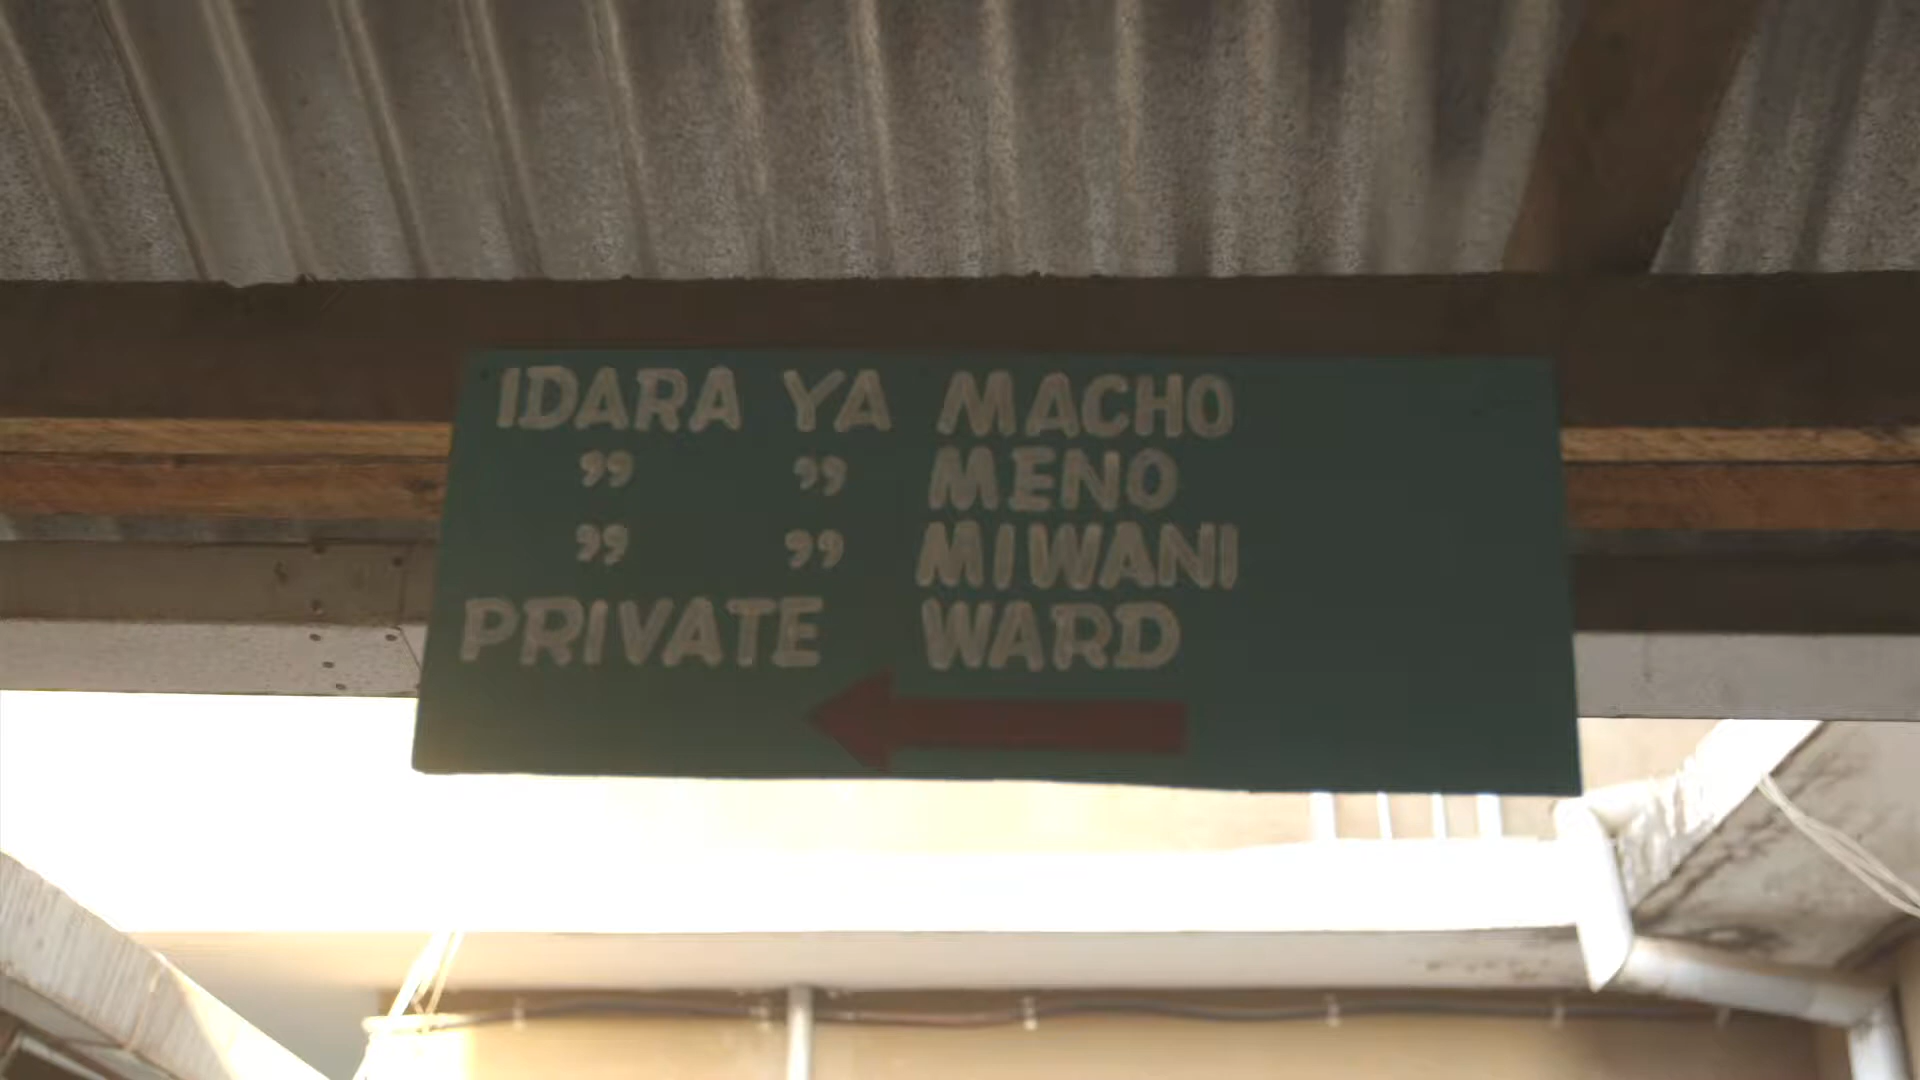 IDARA YA MACHO
" " MENO
" " MIWANI
PRIVATE WARD